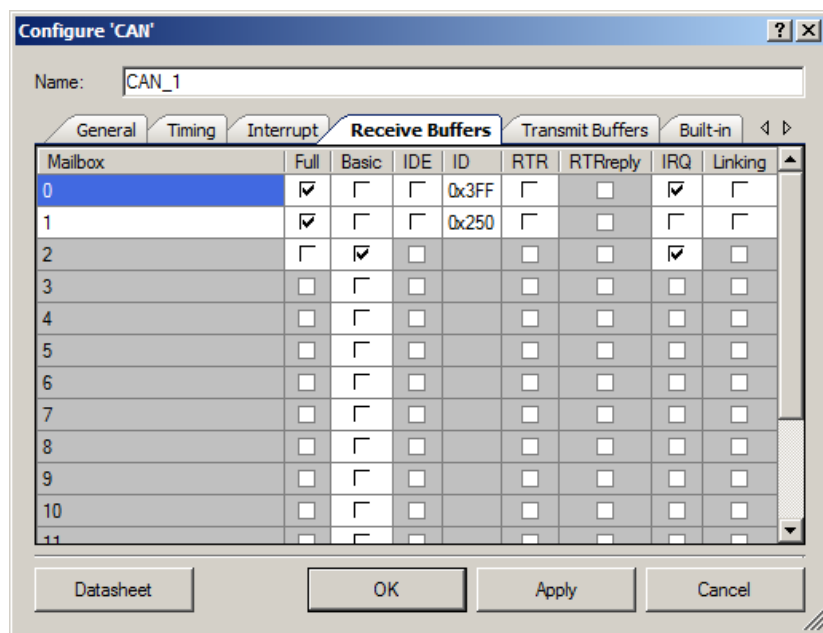 Configure 'CAN'
Name: CAN_1
General Timing Interrupt Receive Buffers Transmit Buffers Built-in
Mailbox Full Basic IDE ID RTR RTRreply IRQ Linking
0 0x3FF
1 0x250
2
3
4
5
6
7
8
9
10
11
Datasheet OK Apply Cancel